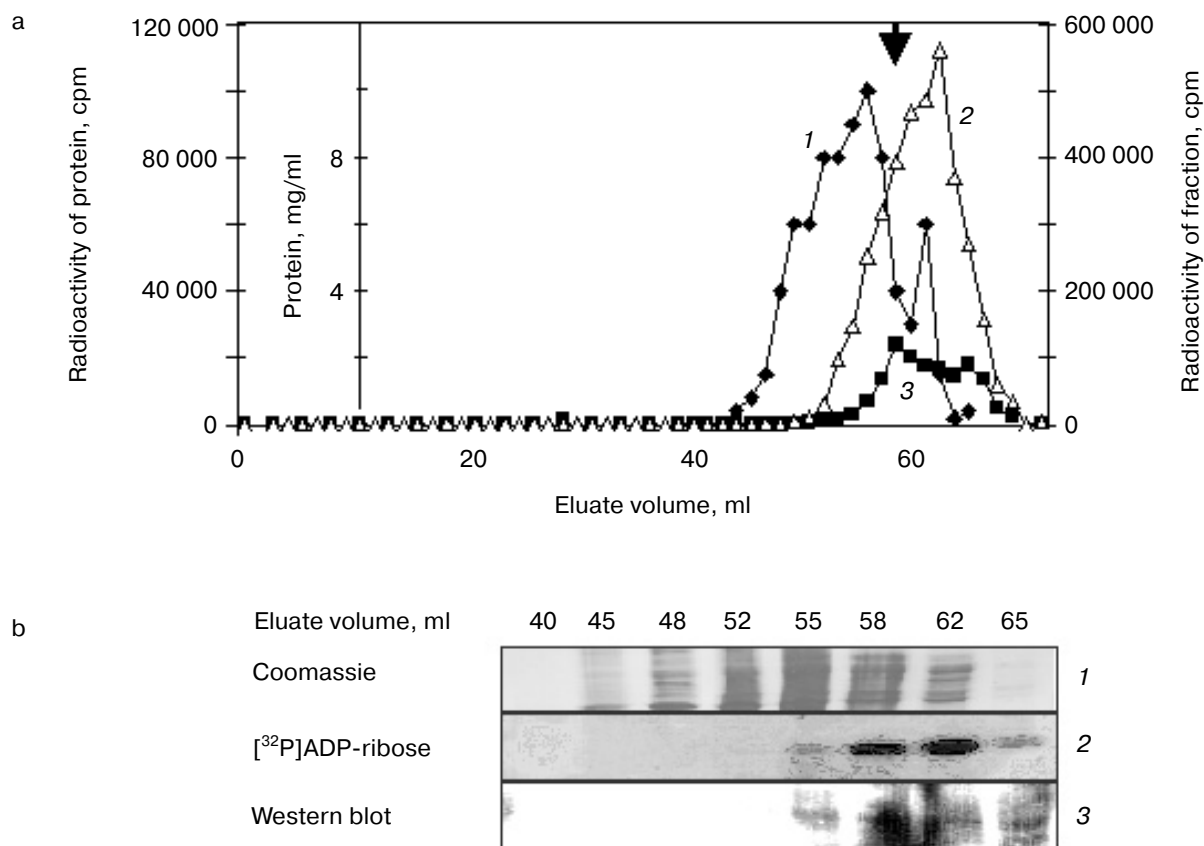 a
Radioactivity of protein, cpm
120 000
80 000
40 000
0
Protein, mg/ml
8
4
1
2
3
600 000
400 000
200 000
0
Radioactivity of fraction, cpm
0 20 40 60
Eluate volume, ml
b
Eluate volume, ml 40 45 48 52 55 58 62 65
Coomassie 1
[³²P]ADP-ribose 2
Western blot 3